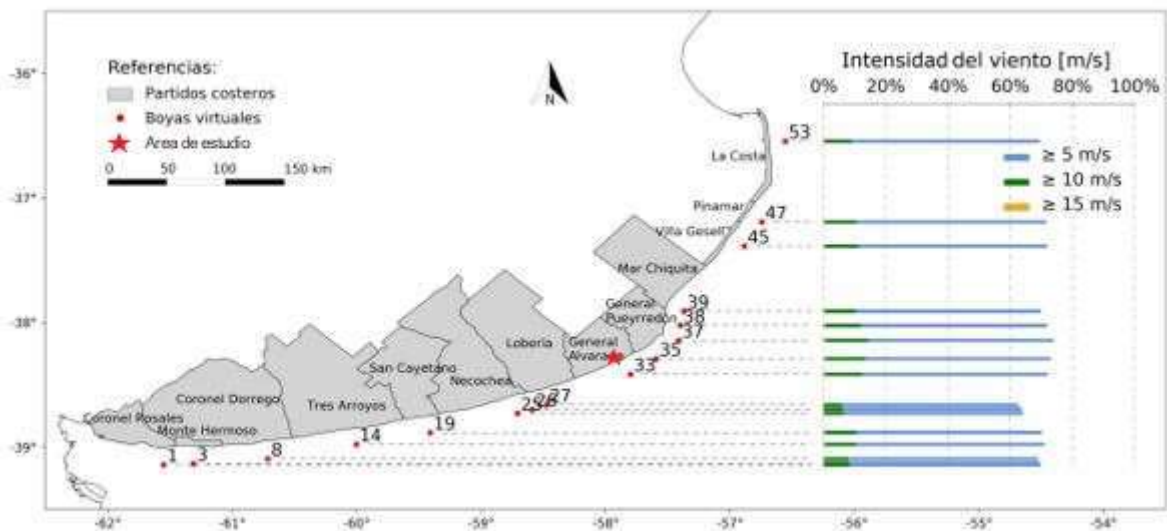 -36°
-37°
-38°
-39°
Referencias:
Partidos costeros
Boyas virtuales
Area de estudio
0 50 100 150 km
N
Intensidad del viento [m/s]
0% 20% 40% 60% 80% 100%
≥ 5 m/s
≥ 10 m/s
≥ 15 m/s
53
La Costa
Pinamar
47
Villa Gesell
45
Mar Chiquita
39
General
Pueyrredón
38
37
Lobería
General
Alvarado
35
33
San Cayetano
Necochea
27
25
Coronel Dorrego
Tres Arroyos
Coronel Rosales
Monte Hermoso
19
14
8
3
1
-62° -61° -60° -59° -58° -57° -56° -55° -54°